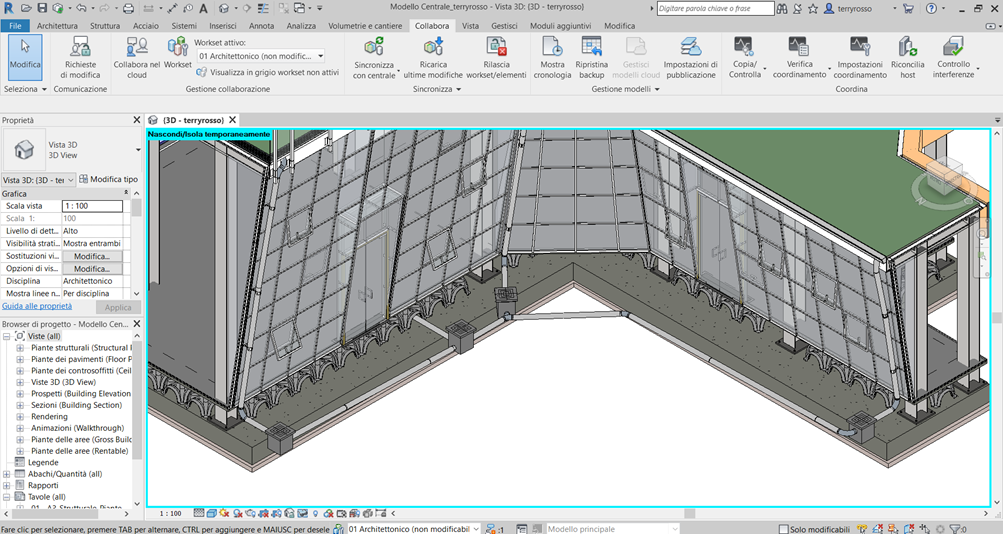 Modello Centrale_terryrosso - Vista 3D: {3D - terryrosso}
Digitare parola chiave o frase
terryrosso
File Architettura Struttura Acciaio Sistemi Inserisci Annota Analizza Volumetrie e cantiere Collabora Vista Gestisci Moduli aggiuntivi Modifica
Modifica
Richieste di modifica
Collabora nel cloud
Workset
Workset attivo:
01 Architettonico (non modific...
Visualizza in grigio workset non attivi
Sincronizza con centrale
Ricarica ultime modifiche
Rilascia workset/elementi
Mostra cronologia
Ripristina backup
Gestisci modelli cloud
Impostazioni di pubblicazione
Copia/ Controlla
Verifica coordinamento
Impostazioni coordinamento
Riconcilia host
Controllo interferenze
Seleziona
Comunicazione
Gestione collaborazione
Sincronizza
Gestione modelli
Coordina
Proprietà
{3D - terryrosso}
Nascondi/Isola temporaneamente
Vista 3D
3D View
Vista 3D: {3D - ter
Modifica tipo
Grafica
Scala vista 1 : 100
Scala 1: 100
Livello di dett... Alto
Visibilità strati... Mostra entrambi
Sostituzioni vi... Modifica...
Opzioni di vis... Modifica...
Disciplina Architettonico
Mostra linee n... Per disciplina
Guida alle proprietà
Applica
Browser di progetto - Modello Cen...
Viste (all)
Piante strutturali (Structural I
Piante dei pavimenti (Floor P
Piante dei controsoffitti (Ceil
Viste 3D (3D View)
Prospetti (Building Elevation
Sezioni (Building Section)
Rendering
Animazioni (Walkthrough)
Piante delle aree (Gross Build
Piante delle aree (Rentable)
Legende
Abachi/Quantità (all)
Rapporti
Tavole (all)
1 : 100
Fare clic per selezionare, premere TAB per alternare, CTRL per aggiungere e MAIUSC per desele
01 Architettonico (non modificabil
:1
Modello principale
Solo modificabili
:0